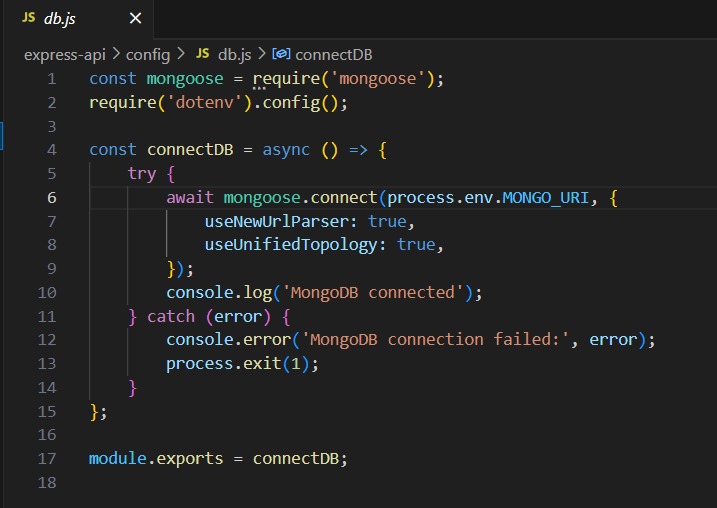 JS db.js ×
express-api > config > JS db.js > connectDB
1 const mongoose = require('mongoose');
2 require('dotenv').config();
3
4 const connectDB = async () => {
5     try {
6         await mongoose.connect(process.env.MONGO_URI, {
7             useNewUrlParser: true,
8             useUnifiedTopology: true,
9         });
10         console.log('MongoDB connected');
11     } catch (error) {
12         console.error('MongoDB connection failed:', error);
13         process.exit(1);
14     }
15 };
16
17 module.exports = connectDB;
18